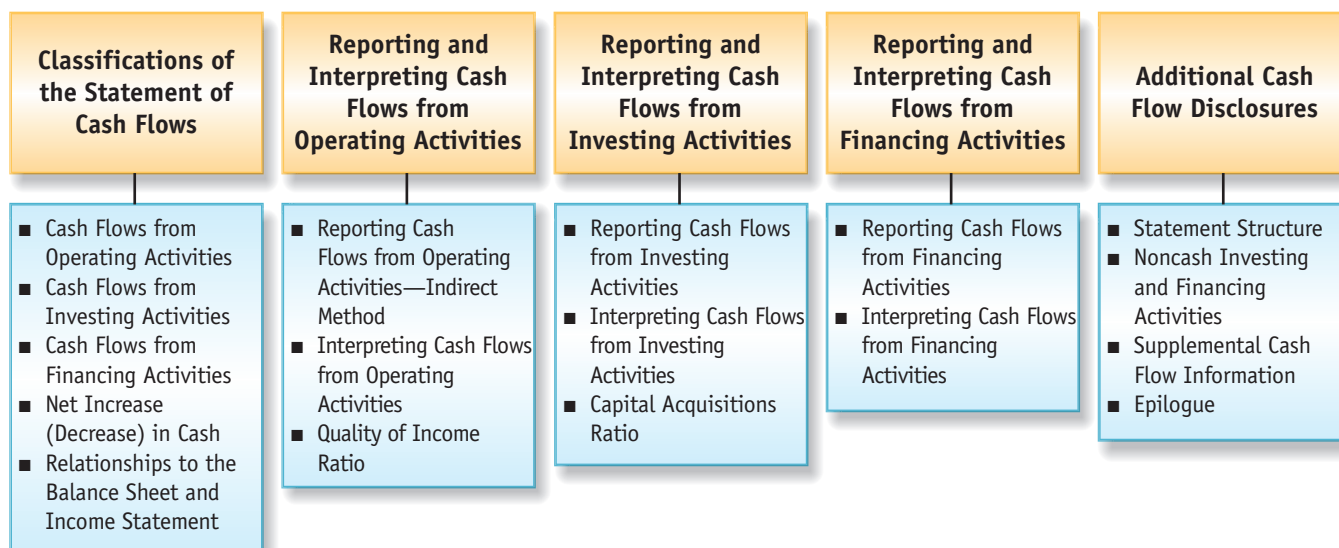 Classifications of
the Statement of
Cash Flows
Reporting and
Interpreting Cash
Flows from
Operating Activities
Reporting and
Interpreting Cash
Flows from
Investing Activities
Reporting and
Interpreting Cash
Flows from
Financing Activities
Additional Cash
Flow Disclosures
■ Cash Flows from
Operating Activities
■ Cash Flows from
Investing Activities
■ Cash Flows from
Financing Activities
■ Net Increase
(Decrease) in Cash
■ Relationships to the
Balance Sheet and
Income Statement
■ Reporting Cash
Flows from Operating
Activities—Indirect
Method
■ Interpreting Cash Flows
from Operating
Activities
■ Quality of Income
Ratio
■ Reporting Cash Flows
from Investing
Activities
■ Interpreting Cash Flows
from Investing
Activities
■ Capital Acquisitions
Ratio
■ Reporting Cash Flows
from Financing
Activities
■ Interpreting Cash Flows
from Financing
Activities
■ Statement Structure
■ Noncash Investing
and Financing
Activities
■ Supplemental Cash
Flow Information
■ Epilogue